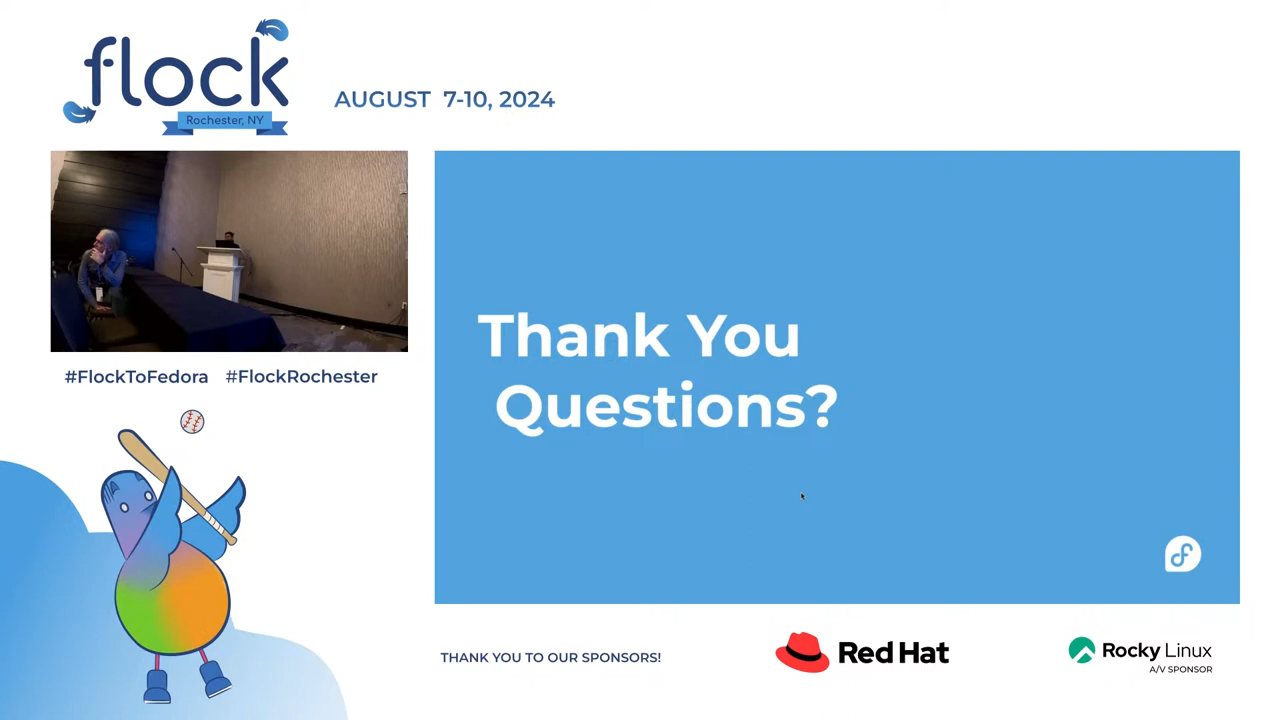 flock
Rochester, NY
AUGUST 7-10, 2024
#FlockToFedora #FlockRochester
Thank You
Questions?
THANK YOU TO OUR SPONSORS!
Red Hat
Rocky Linux
A/V SPONSOR